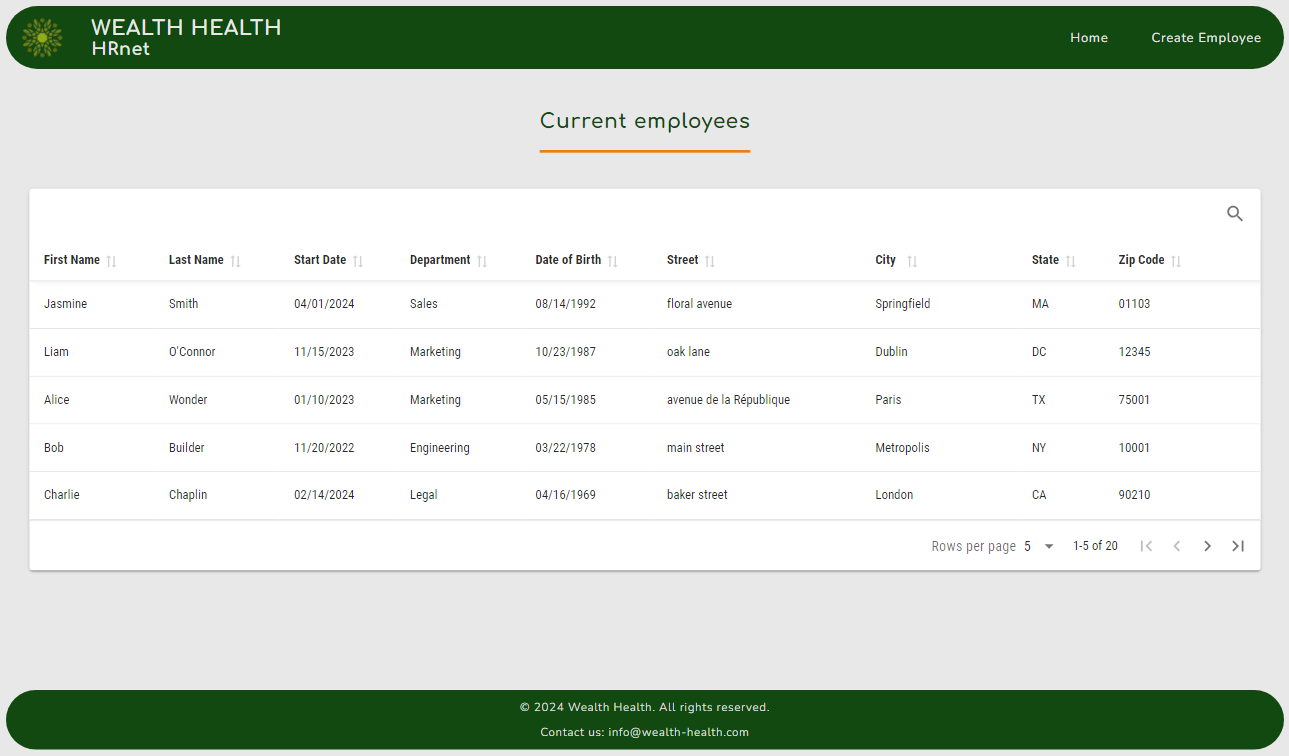 WEALTH HEALTH
HRnet
Home Create Employee
Current employees
First Name Last Name Start Date Department Date of Birth Street City State Zip Code
Jasmine Smith 04/01/2024 Sales 08/14/1992 floral avenue Springfield MA 01103
Liam O'Connor 11/15/2023 Marketing 10/23/1987 oak lane Dublin DC 12345
Alice Wonder 01/10/2023 Marketing 05/15/1985 avenue de la République Paris TX 75001
Bob Builder 11/20/2022 Engineering 03/22/1978 main street Metropolis NY 10001
Charlie Chaplin 02/14/2024 Legal 04/16/1969 baker street London CA 90210
Rows per page 5 1-5 of 20
© 2024 Wealth Health. All rights reserved.
Contact us: info@wealth-health.com